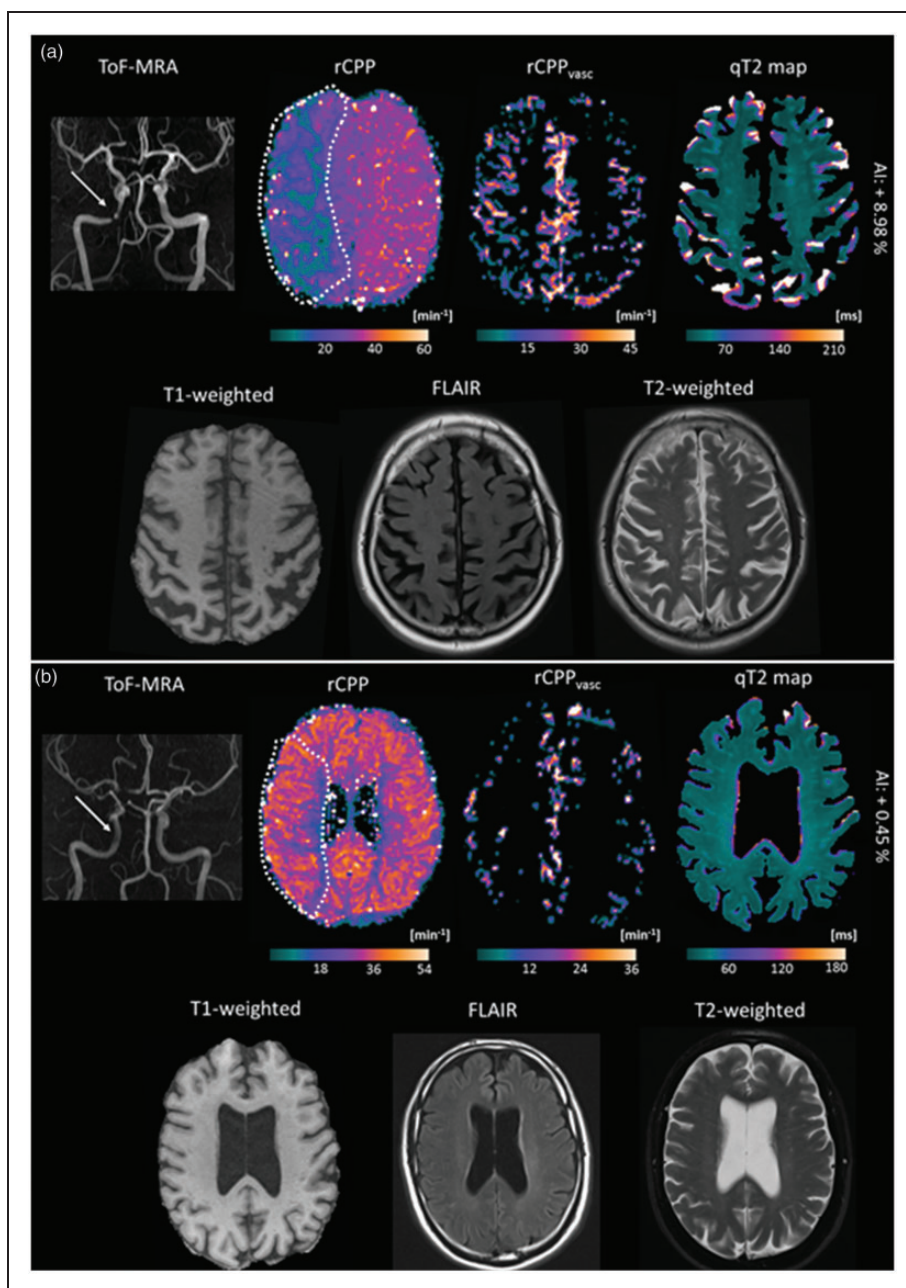 (a)
ToF-MRA
rCPP
rCPPvasc
qT2 map
AI: + 8.98 %
[min-1]
20 40 60
[min-1]
15 30 45
[ms]
70 140 210
T1-weighted
FLAIR
T2-weighted
(b)
ToF-MRA
rCPP
rCPPvasc
qT2 map
AI: + 0.45 %
[min-1]
18 36 54
[min-1]
12 24 36
[ms]
60 120 180
T1-weighted
FLAIR
T2-weighted